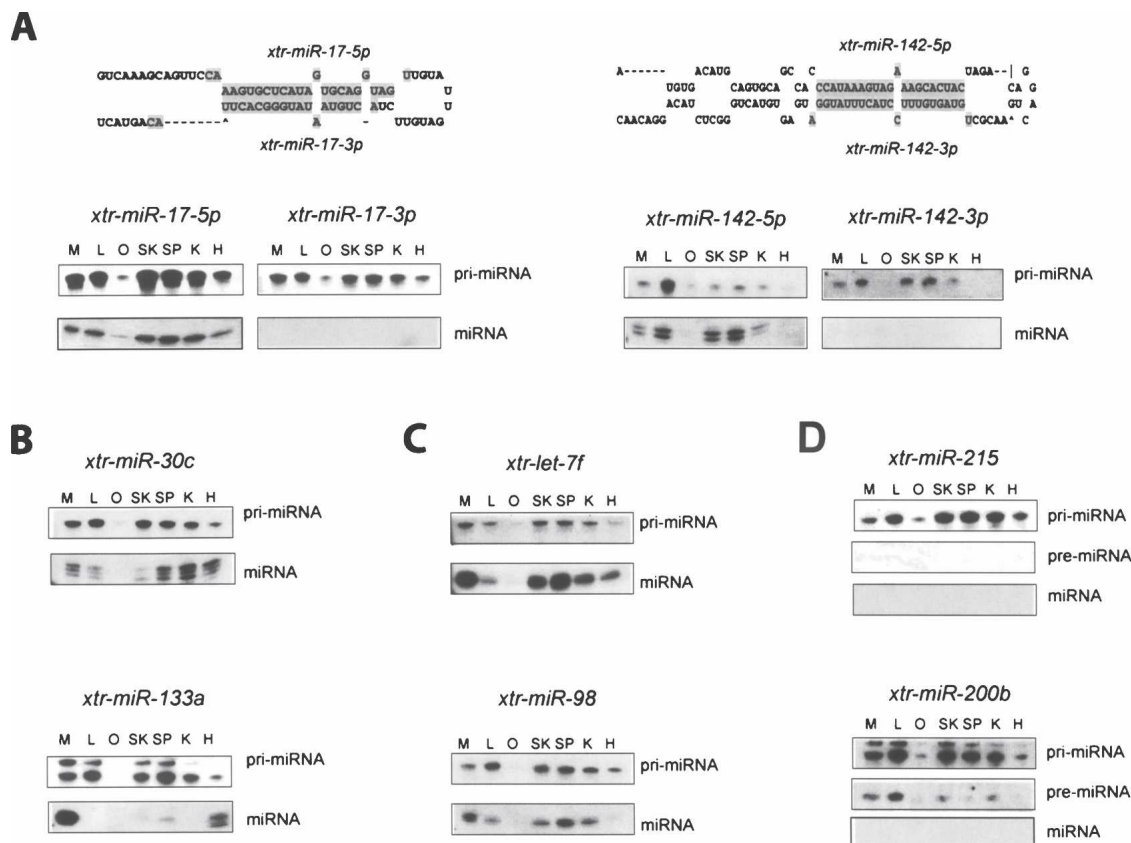 A
xtr-miR-17-5p
GUCAAAGCAGUUCCA G G UUGUA
AAGUGCUCAUA UGCAG UAG U
UUCACGGGUAU AUGUC AUC U
UCAUGACA-------^ A - UUGUAG
xtr-miR-17-3p
xtr-miR-142-5p
A------ ACAUG GC C A UAGA--| G
UGUG CAGUGCA CA CCAUAAAGUAG AAGCACUAC CA G
ACAU GUCAUGU GU GGUAUUUCAUC UUUGUGAUG GU A
CAACAGG CUCGG GA A C UCGCAA^ C
xtr-miR-142-3p
xtr-miR-17-5p xtr-miR-17-3p
M L O SK SP K H M L O SK SP K H
pri-miRNA
miRNA
xtr-miR-142-5p xtr-miR-142-3p
M L O SK SP K H M L O SK SP K H
pri-miRNA
miRNA
B
xtr-miR-30c
M L O SK SP K H
pri-miRNA
miRNA
xtr-miR-133a
M L O SK SP K H
pri-miRNA
miRNA
C
xtr-let-7f
M L O SK SP K H
pri-miRNA
miRNA
xtr-miR-98
M L O SK SP K H
pri-miRNA
miRNA
D
xtr-miR-215
M L O SK SP K H
pri-miRNA
pre-miRNA
miRNA
xtr-miR-200b
M L O SK SP K H
pri-miRNA
pre-miRNA
miRNA